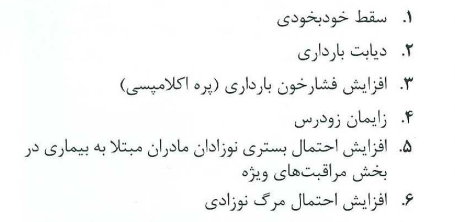 ۱. سقط خودبخودی
۲. دیابت بارداری
۳. افزایش فشارخون بارداری (پره اکلامپسی)
۴. زایمان زودرس
۵. افزایش احتمال بستری نوزادان مادران مبتلا به بیماری در
بخش مراقبت‌های ویژه
۶. افزایش احتمال مرگ نوزادی